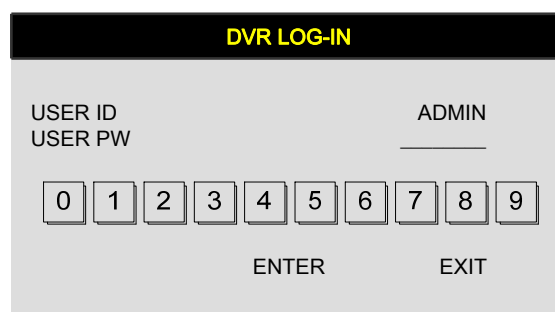 DVR LOG-IN
USER ID ADMIN
USER PW ________
0 1 2 3 4 5 6 7 8 9
ENTER EXIT